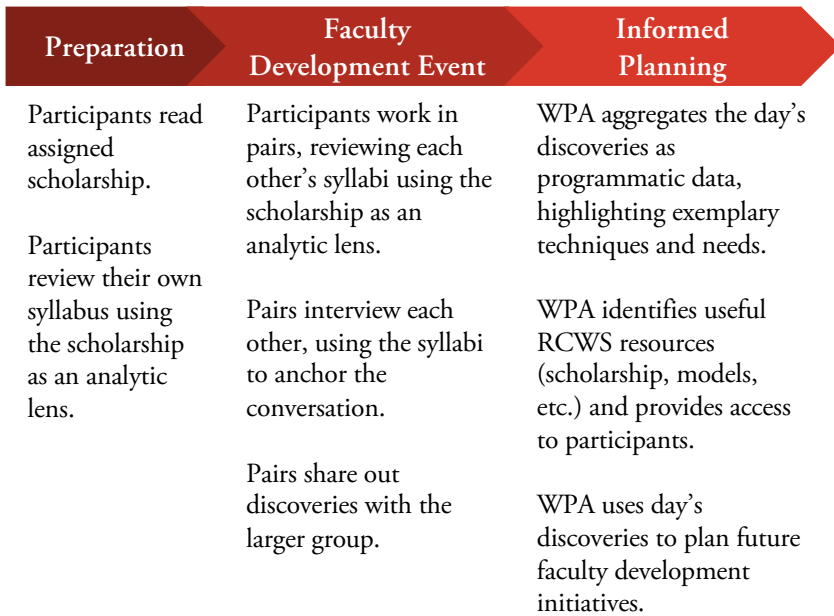 Preparation
Participants read
assigned
scholarship.
Participants
review their own
syllabus using
the scholarship
as an analytic
lens.
Faculty
Development Event
Participants work in
pairs, reviewing each
other’s syllabi using the
scholarship as an
analytic lens.
Pairs interview each
other, using the syllabi
to anchor the
conversation.
Pairs share out
discoveries with the
larger group.
Informed
Planning
WPA aggregates the day’s
discoveries as
programmatic data,
highlighting exemplary
techniques and needs.
WPA identifies useful
RCWS resources
(scholarship, models,
etc.) and provides access
to participants.
WPA uses day’s
discoveries to plan future
faculty development
initiatives.